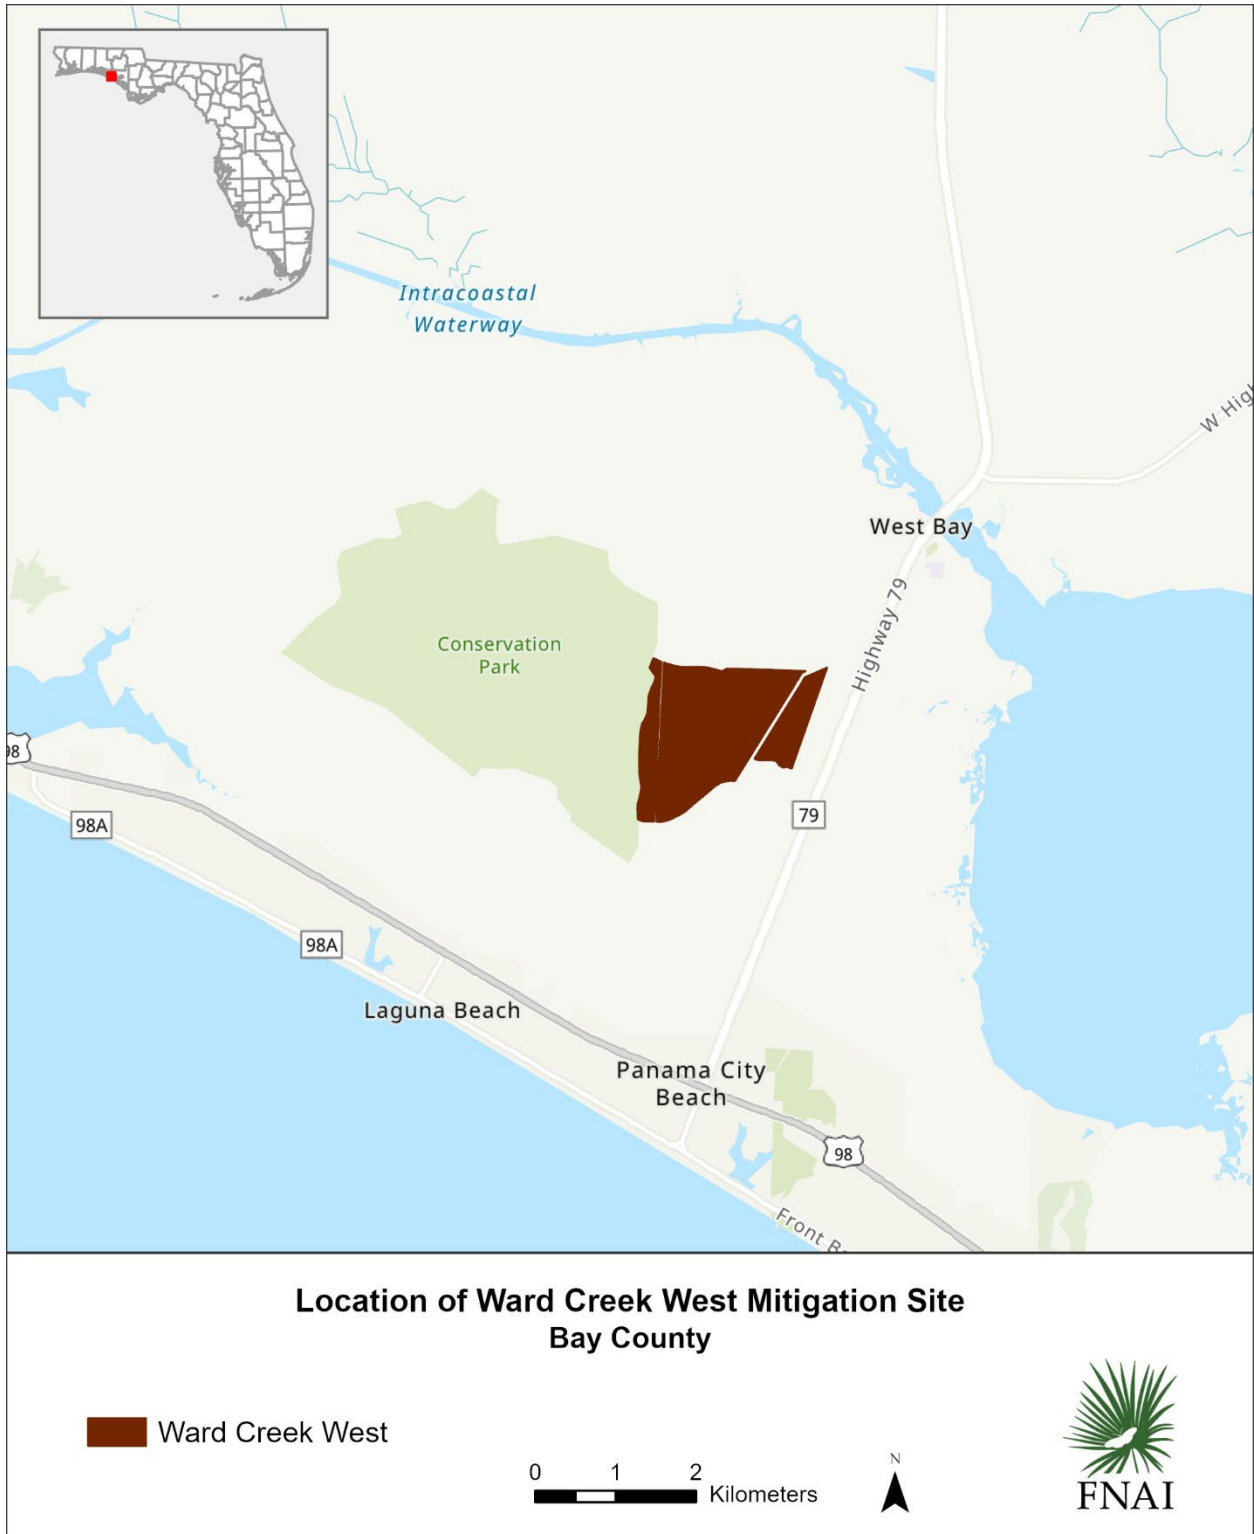 Intracoastal
Waterway
W High
West Bay
Highway 79
Conservation
Park
98
79
98A
98A
Laguna Beach
Panama City
Beach
98
Front B
Location of Ward Creek West Mitigation Site
Bay County
Ward Creek West
0 1 2
Kilometers
N
FNAI